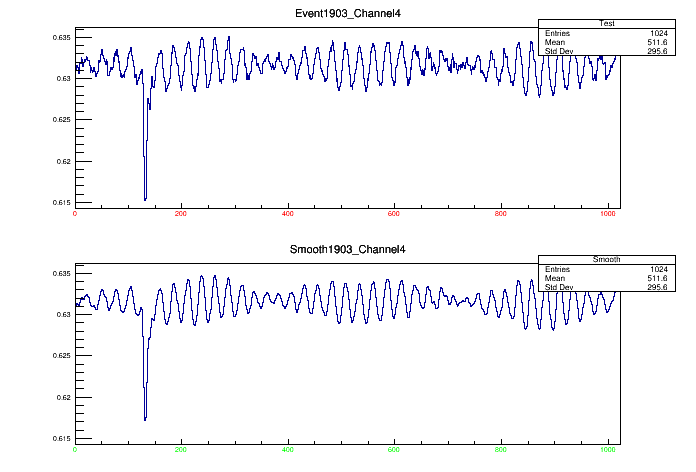 Event1903_Channel4
Test
Entries 1024
Mean 511.6
Std Dev 295.6
0.635
0.63
0.625
0.62
0.615
0 200 400 600 800 1000
Smooth1903_Channel4
Smooth
Entries 1024
Mean 511.6
Std Dev 295.6
0.635
0.63
0.625
0.62
0.615
0 200 400 600 800 1000